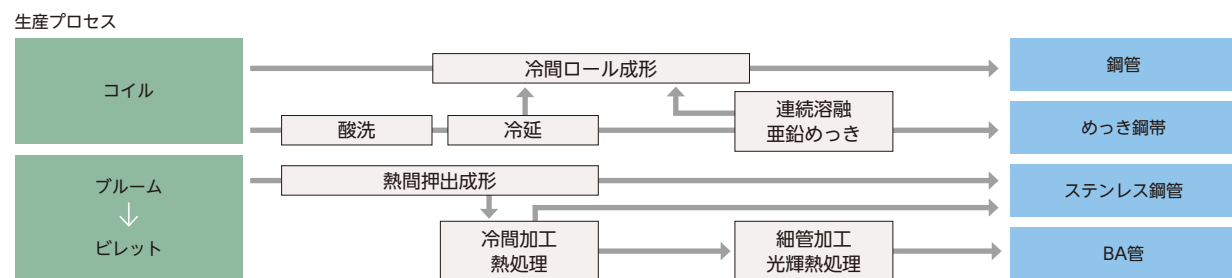 生産プロセス
コイル
冷間ロール成形
鋼管
酸洗
冷延
連続溶融
亜鉛めっき
めっき鋼帯
ブルーム
ビレット
熱間押出成形
ステンレス鋼管
冷間加工
熱処理
細管加工
光輝熱処理
BA管